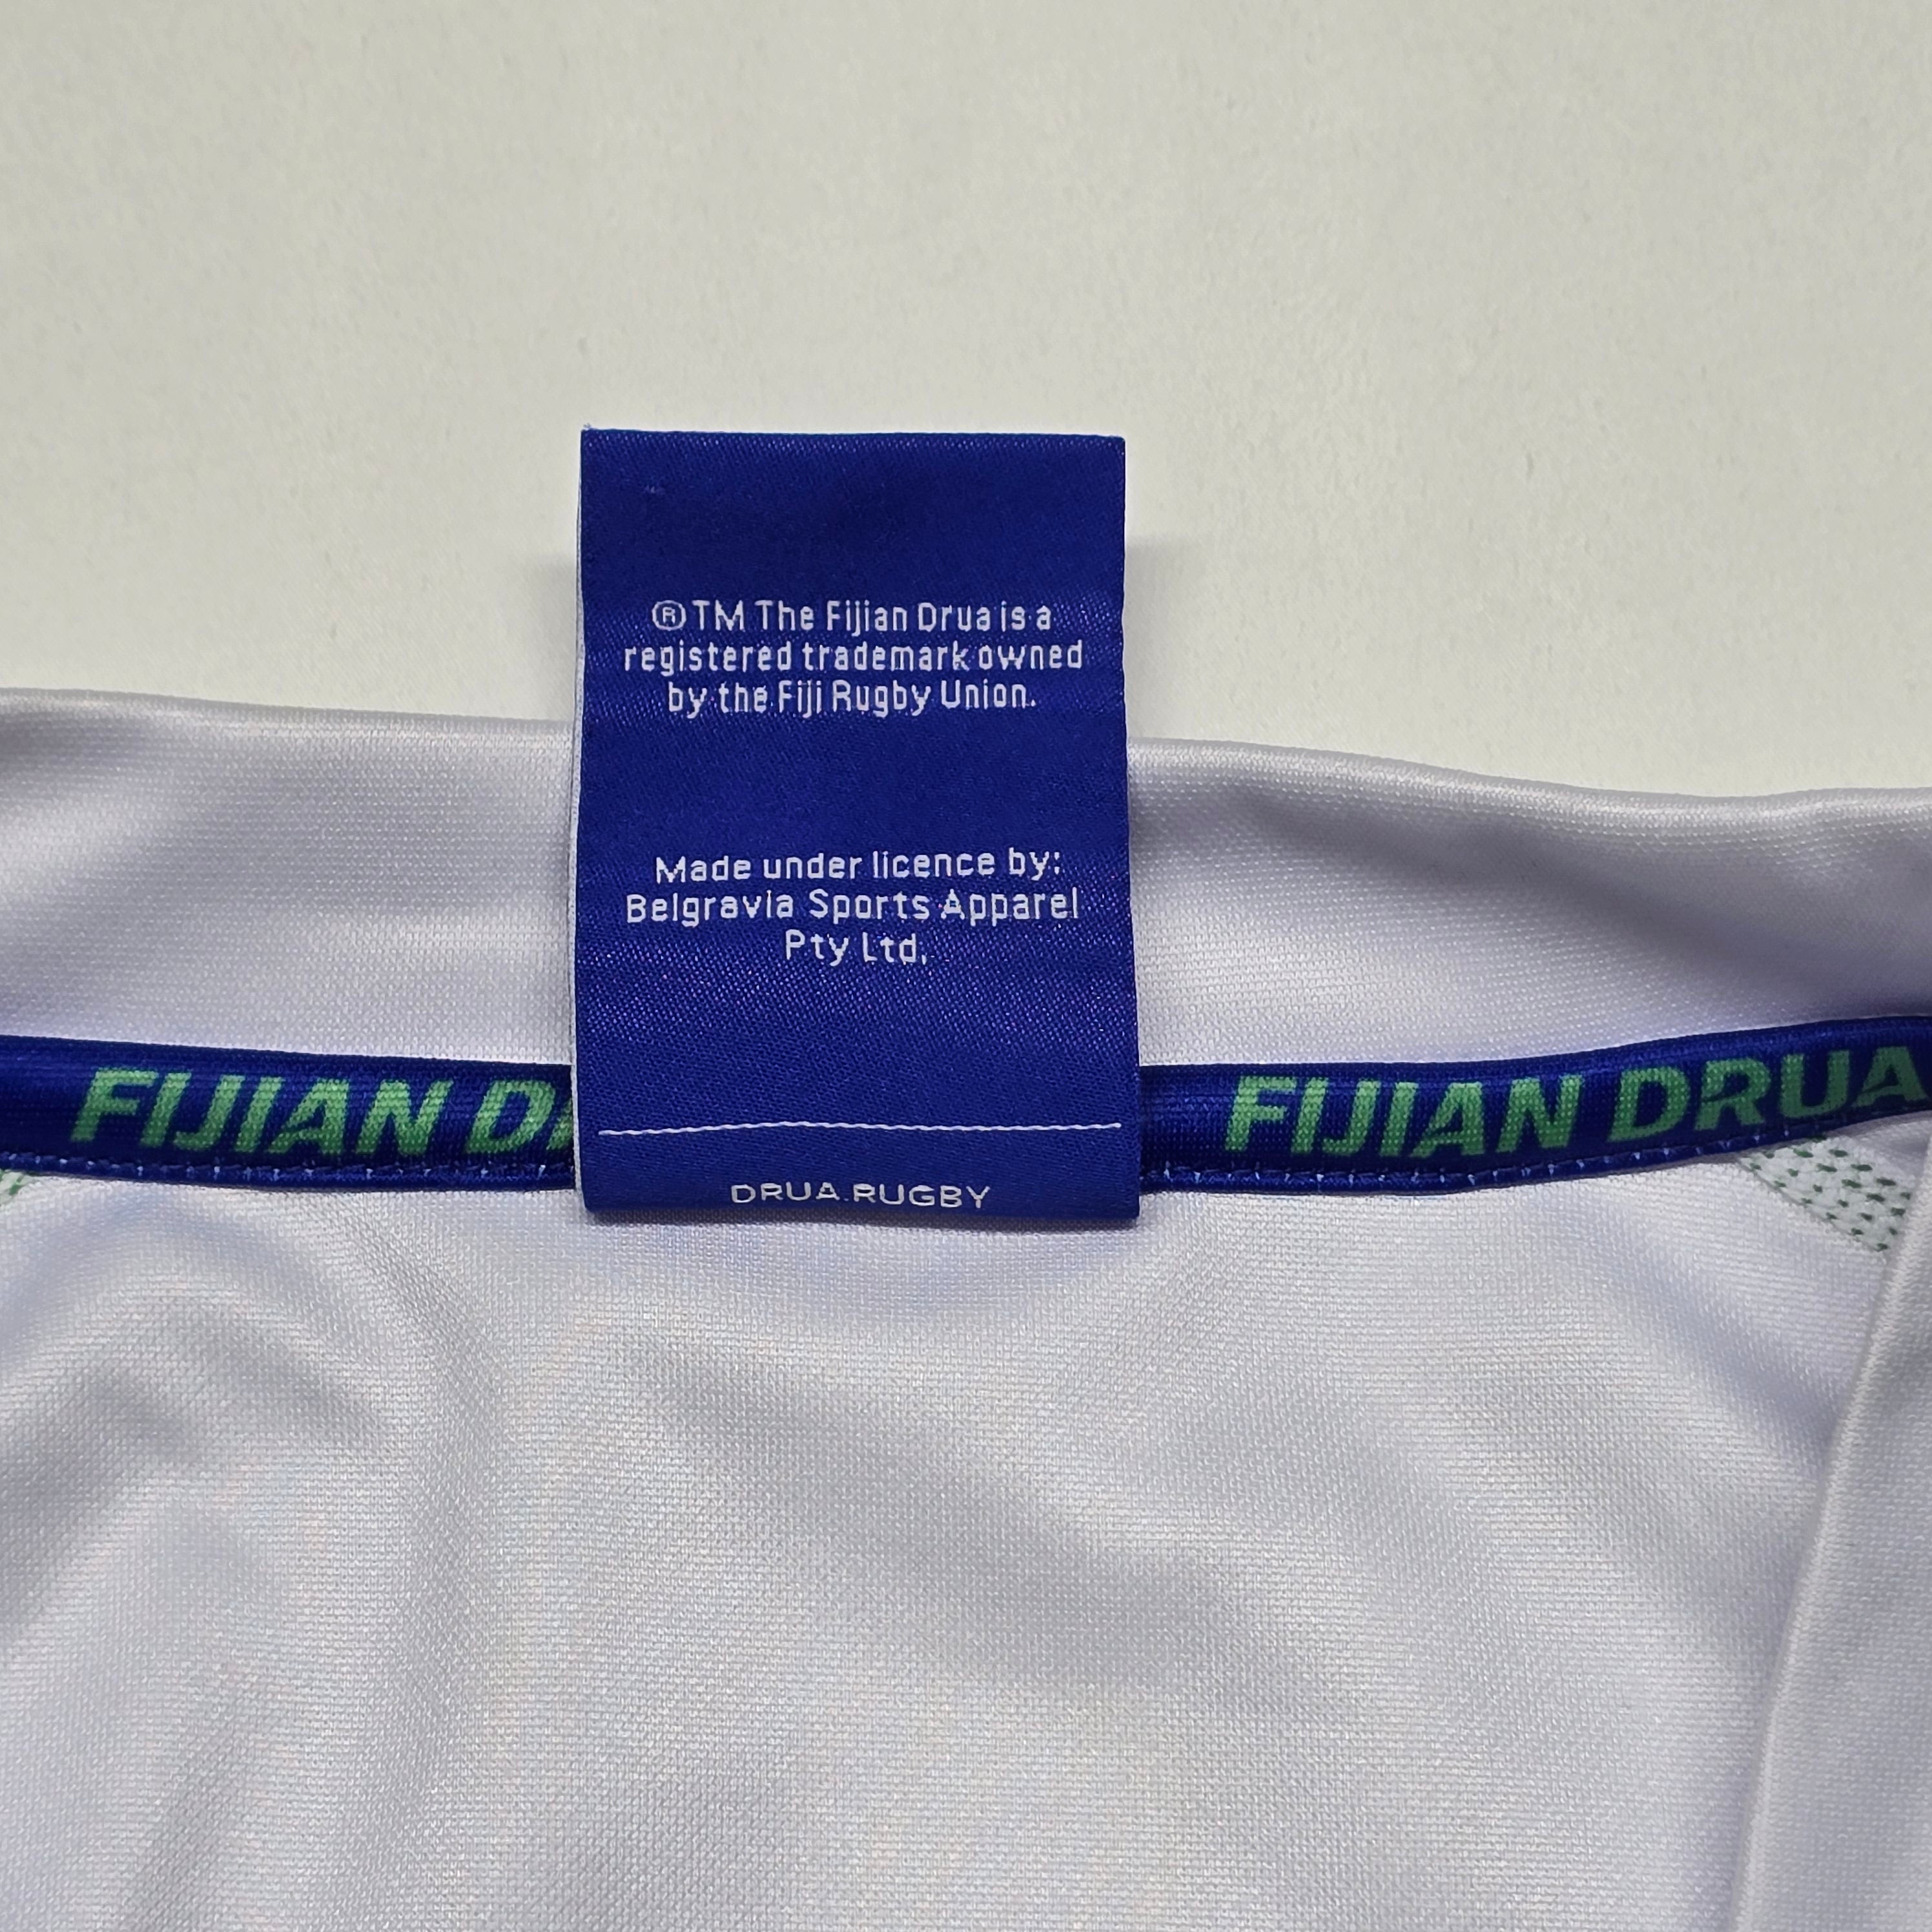 ® TM The Fijian Drua is a
registered trademark owned
by the Fiji Rugby Union.
Made under licence by:
Belgravia Sports Apparel
Pty Ltd.
FIJIAN D
FIJIAN DRUA
DRUA.RUGBY